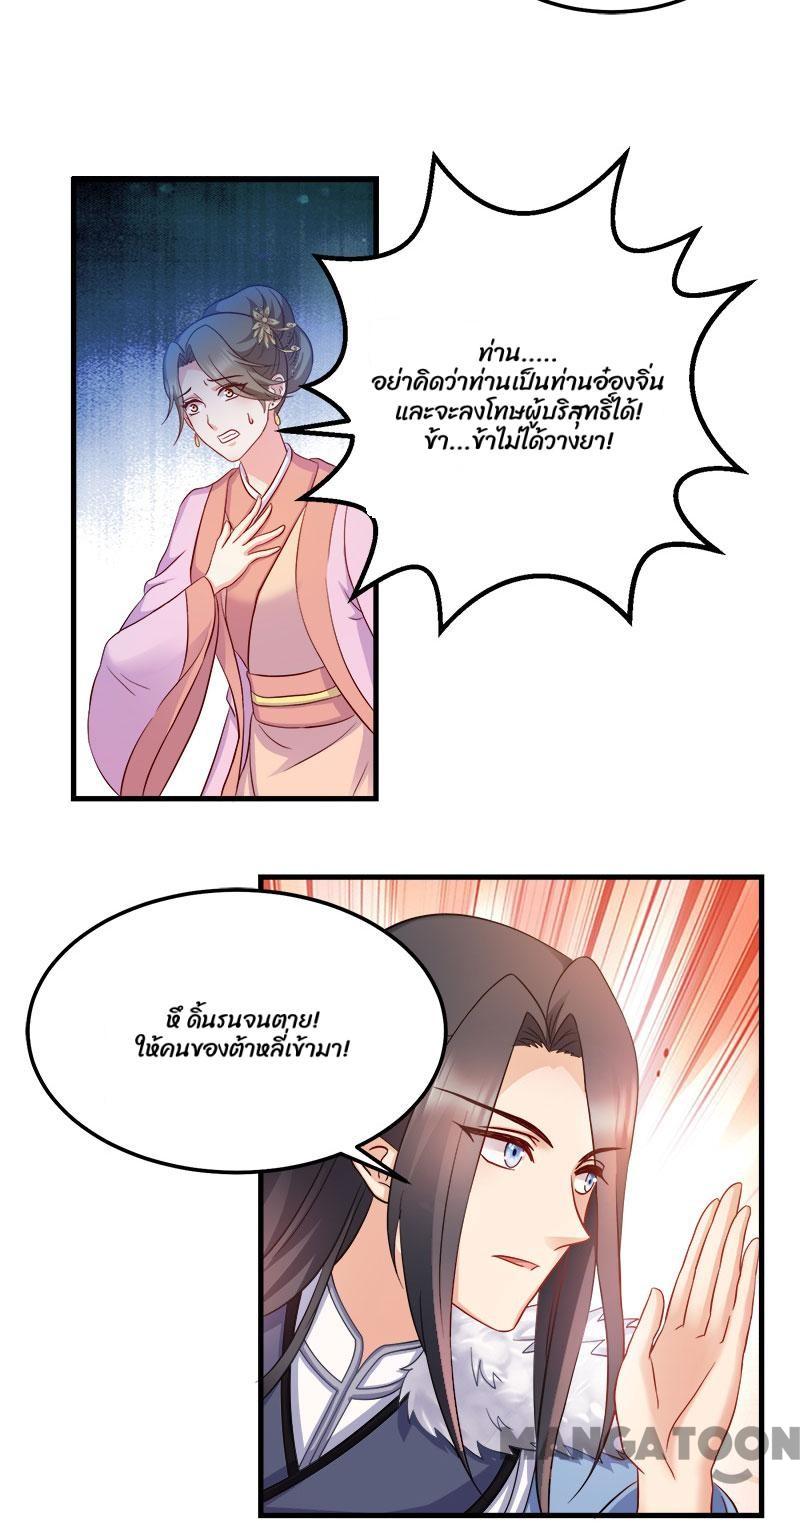 ท่าน.....
อย่าคิดว่าท่านเป็นท่านอ๋องจิ่น
และจะลงโทษผู้บริสุทธิ์ได้!
ข้า...ข้าไม่ได้วางยา!
หึ ดิ้นรนจนตาย!
ให้คนของต้าหลี่เข้ามา!
MANGATOON